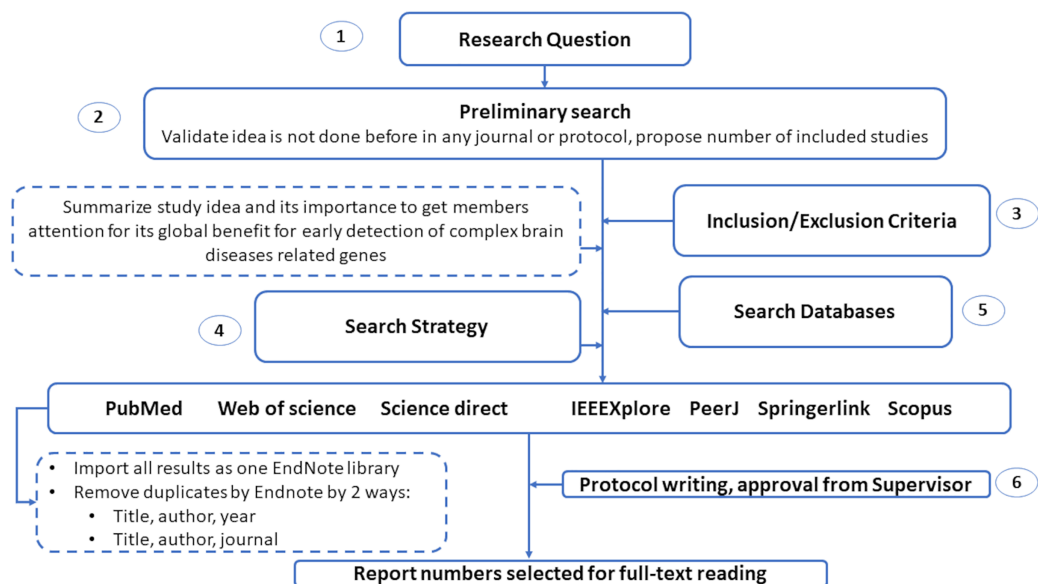 1
Research Question
2
Preliminary search
Validate idea is not done before in any journal or protocol, propose number of included studies
Summarize study idea and its importance to get members
attention for its global benefit for early detection of complex brain
diseases related genes
Inclusion/Exclusion Criteria
3
4
Search Strategy
Search Databases
5
PubMed Web of science Science direct IEEEXplore PeerJ Springerlink Scopus
• Import all results as one EndNote library
• Remove duplicates by Endnote by 2 ways:
• Title, author, year
• Title, author, journal
Protocol writing, approval from Supervisor
6
Report numbers selected for full-text reading